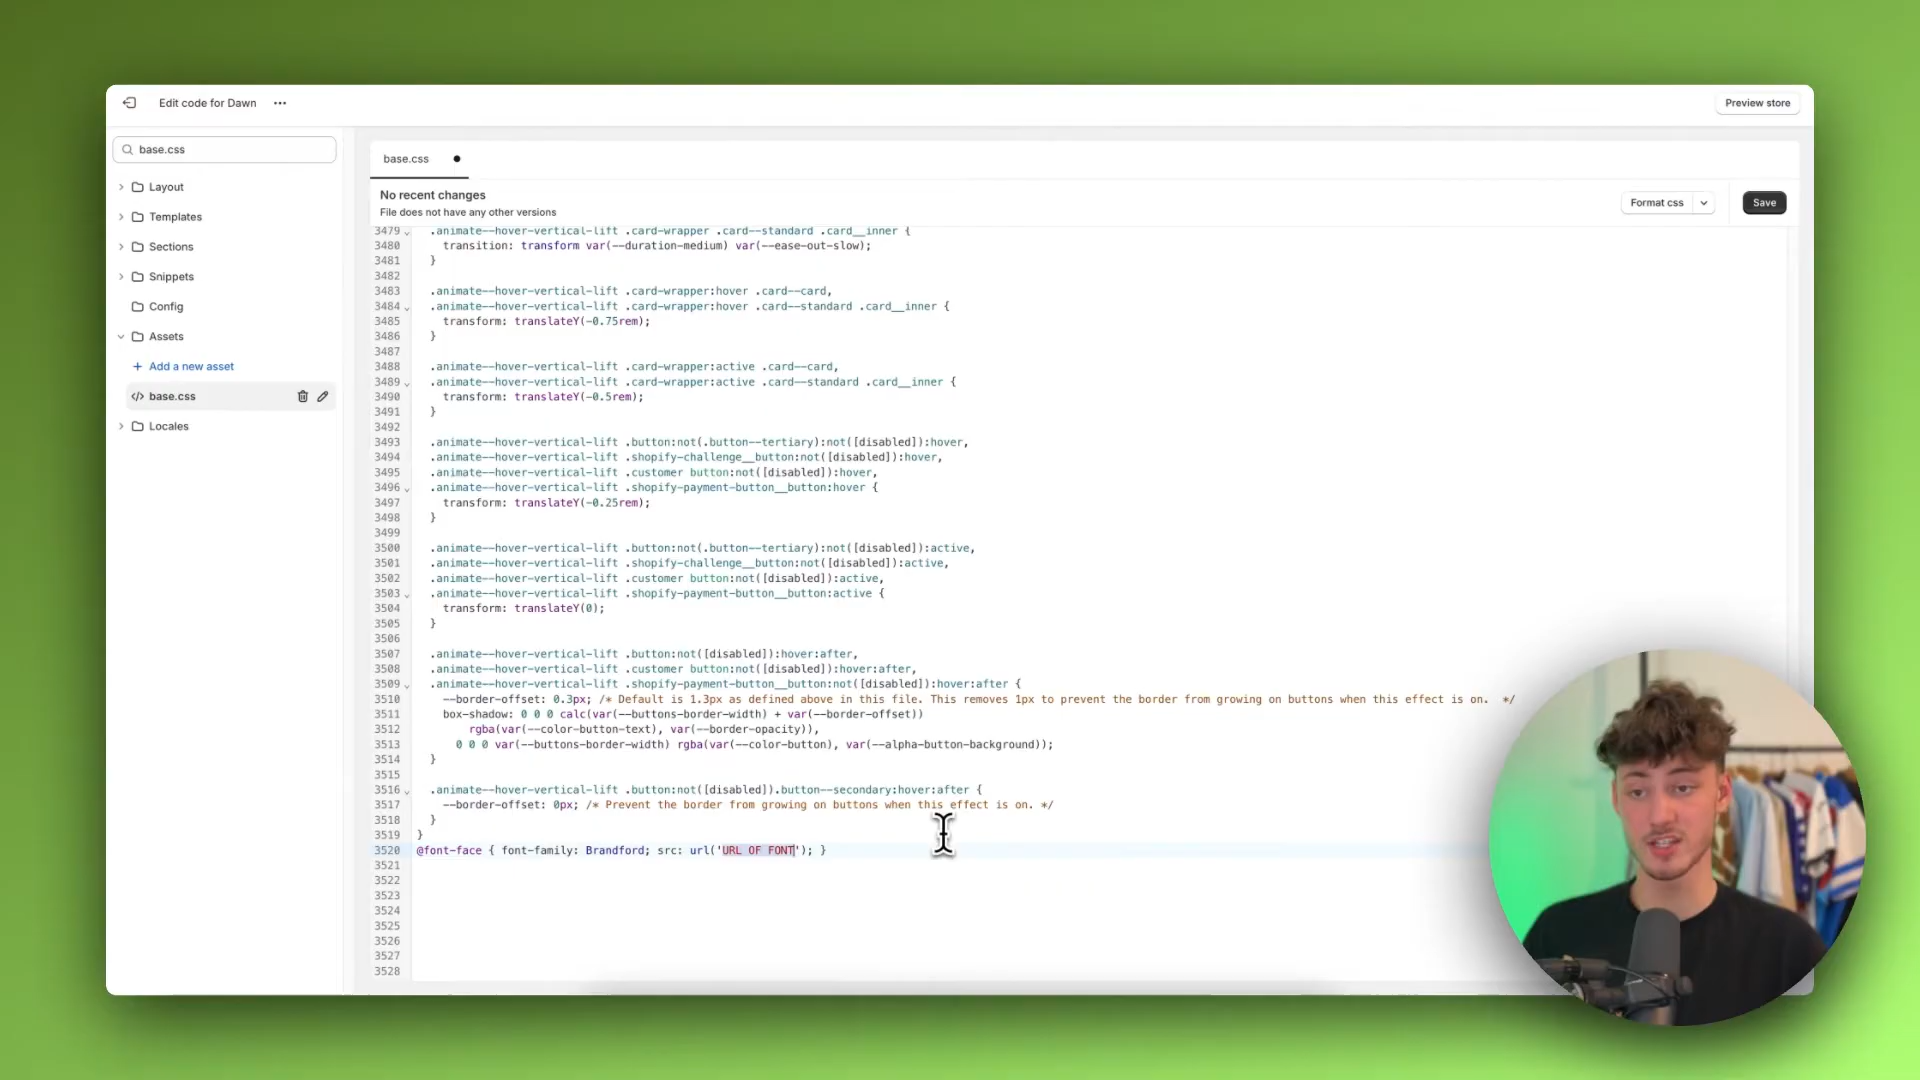 Edit code for Dawn ...
Preview store
base.css
Layout
Templates
Sections
Snippets
Config
Assets
+ Add a new asset
</> base.css
Locales
base.css
No recent changes
File does not have any other versions
Format css
Save
3479 .animate--hover-vertical-lift .card-wrapper .card--standard .card__inner {
3480 transition: transform var(--duration-medium) var(--ease-out-slow);
3481 }
3482
3483 .animate--hover-vertical-lift .card-wrapper:hover .card--card,
3484 .animate--hover-vertical-lift .card-wrapper:hover .card--standard .card__inner {
3485 transform: translateY(-0.75rem);
3486 }
3487
3488 .animate--hover-vertical-lift .card-wrapper:active .card--card,
3489 .animate--hover-vertical-lift .card-wrapper:active .card--standard .card__inner {
3490 transform: translateY(-0.5rem);
3491 }
3492
3493 .animate--hover-vertical-lift .button:not(.button--tertiary):not([disabled]):hover,
3494 .animate--hover-vertical-lift .shopify-challenge__button:not([disabled]):hover,
3495 .animate--hover-vertical-lift .customer button:not([disabled]):hover,
3496 .animate--hover-vertical-lift .shopify-payment-button__button:hover {
3497 transform: translateY(-0.25rem);
3498 }
3499
3500 .animate--hover-vertical-lift .button:not(.button--tertiary):not([disabled]):active,
3501 .animate--hover-vertical-lift .shopify-challenge__button:not([disabled]):active,
3502 .animate--hover-vertical-lift .customer button:not([disabled]):active,
3503 .animate--hover-vertical-lift .shopify-payment-button__button:active {
3504 transform: translateY(0);
3505 }
3506
3507 .animate--hover-vertical-lift .button:not([disabled]):hover:after,
3508 .animate--hover-vertical-lift .customer button:not([disabled]):hover:after,
3509 .animate--hover-vertical-lift .shopify-payment-button__button:not([disabled]):hover:after {
3510 --border-offset: 0.3px; /* Default is 1.3px as defined above in this file. This removes 1px to prevent the border from growing on buttons when this effect is on. */
3511 box-shadow: 0 0 0 calc(var(--buttons-border-width) + var(--border-offset))
3512 rgba(var(--color-button-text), var(--border-opacity)),
3513 0 0 0 var(--buttons-border-width) rgba(var(--color-button), var(--alpha-button-background));
3514 }
3515
3516 .animate--hover-vertical-lift .button:not([disabled]).button--secondary:hover:after {
3517 --border-offset: 0px; /* Prevent the border from growing on buttons when this effect is on. */
3518 }
3519 }
3520 @font-face { font-family: Brandford; src: url('URL OF FONT'); }
3521
3522
3523
3524
3525
3526
3527
3528